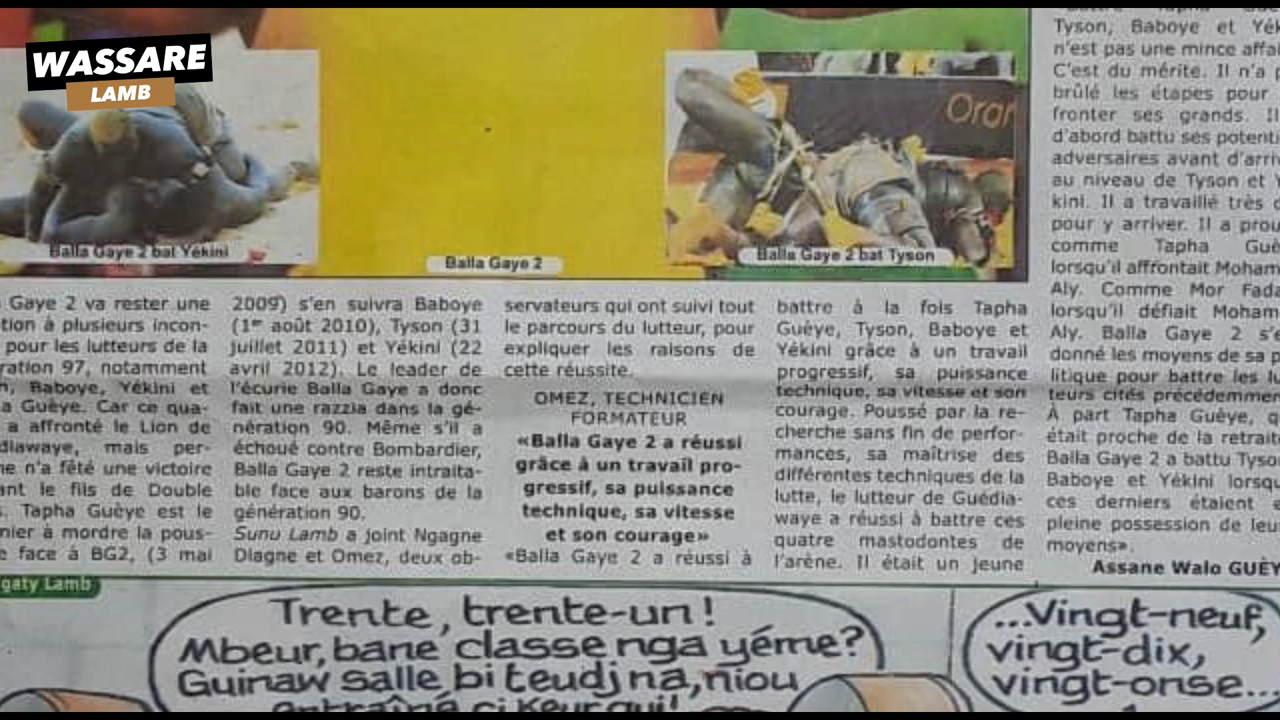 WASSARE
LAMB
Oran
Balla Gaye 2 bat Yékini
Balla Gaye 2
Balla Gaye 2 bat Tyson
Gaye 2 va rester une
tion à plusieurs incon-
pour les lutteurs de la
ration 97, notamment
n, Baboye, Yékini et
a Guèye. Car ce qua-
a affronté le Lion de
diawaye, mais per-
ne n'a fêté une victoire
ant le fils de Double
s. Tapha Guèye est le
nier à mordre la pous-
e face à BG2, (3 mai
2009) s'en suivra Baboye
(1er août 2010), Tyson (31
juillet 2011) et Yékini (22
avril 2012). Le leader de
l'écurie Balla Gaye a donc
fait une razzia dans la gé-
nération 90. Même s'il a
échoué contre Bombardier,
Balla Gaye 2 reste intraita-
ble face aux barons de la
génération 90.
Sunu Lamb a joint Ngagne
Diagne et Omez, deux ob-
servateurs qui ont suivi tout
le parcours du lutteur, pour
expliquer les raisons de
cette réussite.
OMEZ, TECHNICIEN
FORMATEUR
«Balla Gaye 2 a réussi
grâce à un travail pro-
gressif, sa puissance
technique, sa vitesse
et son courage»
«Balla Gaye 2 a réussi à
battre à la fois Tapha
Guèye, Tyson, Baboye et
Yékini grâce à un travail
progressif, sa puissance
technique, sa vitesse et son
courage. Poussé par la re-
cherche sans fin de perfor-
mances, sa maîtrise des
différentes techniques de la
lutte, le lutteur de Guédia-
waye a réussi à battre ces
quatre mastodontes de
l'arène. Il était un jeune
battre Tapha Guè
Tyson, Baboye et Yék
n'est pas une mince affai
C'est du mérite. Il n'a p
brûlé les étapes pour
fronter ses grands. Il
d'abord battu ses potenti
adversaires avant d'arriv
au niveau de Tyson et Y
kini. Il a travaillé très d
pour y arriver. Il a prou
comme Tapha Guè
lorsqu'il affrontait Moham
Aly. Comme Mor Fada
lorsqu'il défiait Moham
Aly. Balla Gaye 2 s'e
donné les moyens de sa p
litique pour battre les lu
teurs cités précédemmen
À part Tapha Guèye, q
était proche de la retrait
Balla Gaye 2 a battu Tyso
Baboye et Yékini lorsqu
ces derniers étaient e
pleine possession de leu
moyens».
Assane Walo GUÈY
gaty Lamb
Trente, trente-un !
Mbeur, bane classe nga yéme?
Guinaw salle bi teudj na, ñiou
entraîné ci keur gui!
...Vingt-neuf,
vingt-dix,
vingt-onse...